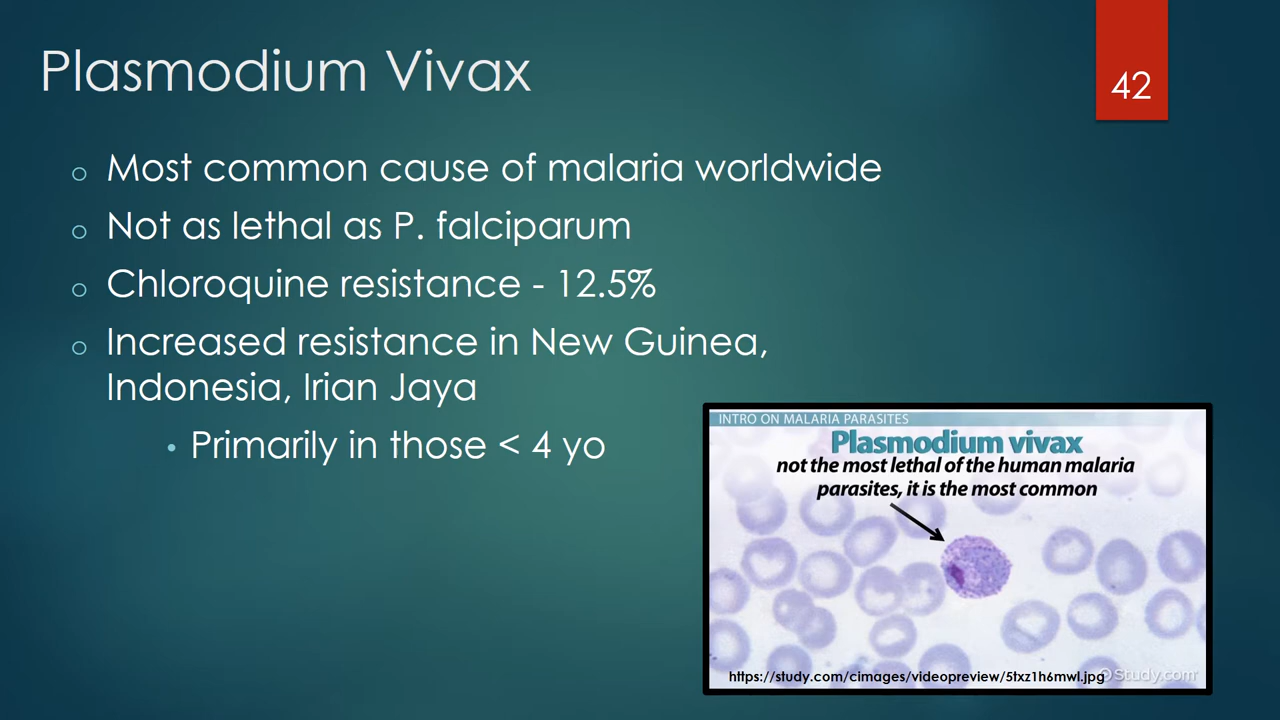 Plasmodium Vivax
42
o Most common cause of malaria worldwide
o Not as lethal as P. falciparum
o Chloroquine resistance - 12.5%
o Increased resistance in New Guinea,
Indonesia, Irian Jaya
• Primarily in those < 4 yo
INTRO ON MALARIA PARASITES
Plasmodium vivax
not the most lethal of the human malaria
parasites, it is the most common
https://study.com/cimages/videopreview/5txz1h6mwl.jpg
Study.com